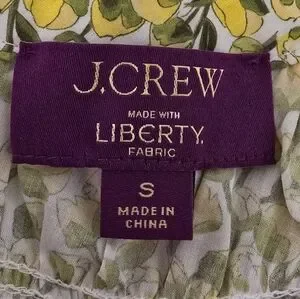 J.CREW
MADE WITH
LIBERTY.
FABRIC
S
MADE IN
CHINA